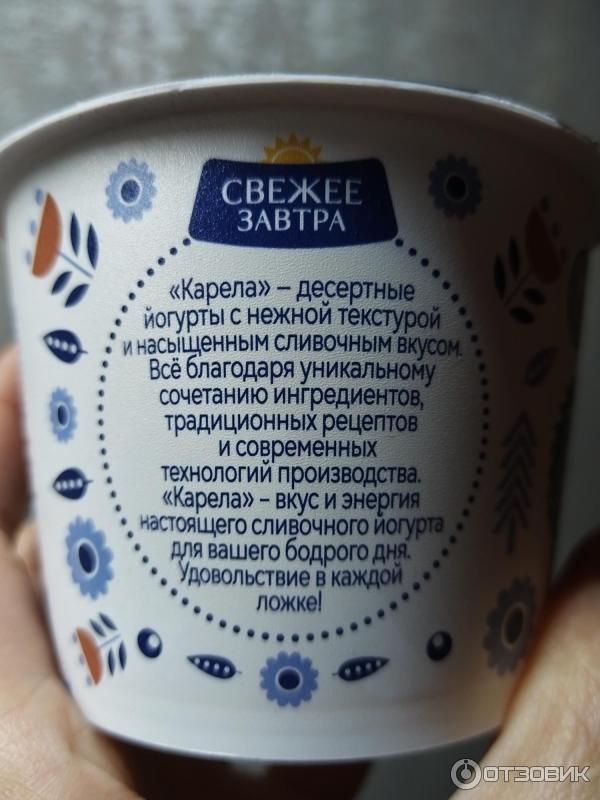 СВЕЖЕЕ
ЗАВТРА
«Карела» – десертные
йогурты с нежной текстурой
и насыщенным сливочным вкусом.
Всё благодаря уникальному
сочетанию ингредиентов,
традиционных рецептов
и современных
технологий производства.
«Карела» – вкус и энергия
настоящего сливочного йогурта
для вашего бодрого дня.
Удовольствие в каждой
ложке!
ОТЗОВИК